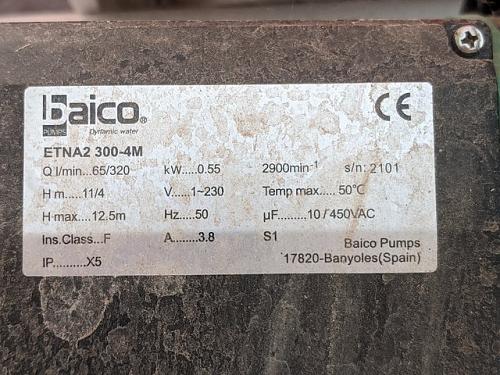 Baico®
PUMPS Dynamic water
CE
ETNA2 300-4M
Q l/min...65/320 kW....0.55 2900min⁻¹ s/n: 2101
H m.....11/4 V.....1~230 Temp max..... 50°C
H max....12.5m Hz.....50 µF.........10 / 450VAC
Ins.Class...F A........3.8 S1 Baico Pumps
IP..........X5 17820-Banyoles(Spain)